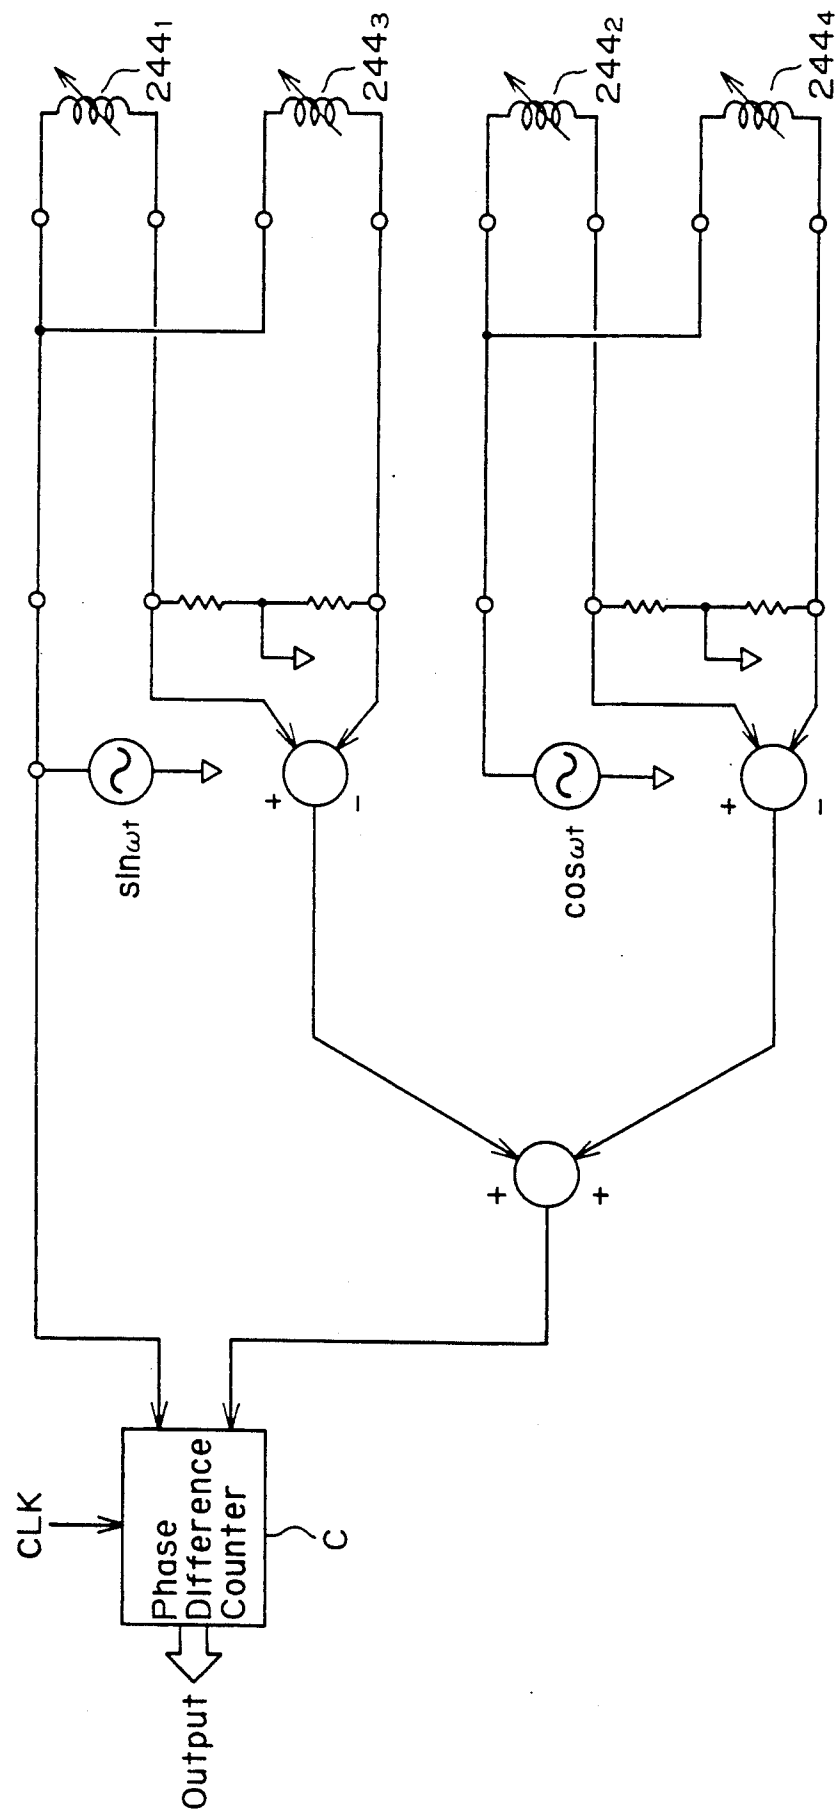 244₁
244₃
244₂
244₄
sinωt
+
−
cosωt
+
−
+
+
CLK
Phase
Difference
Counter
C
Output